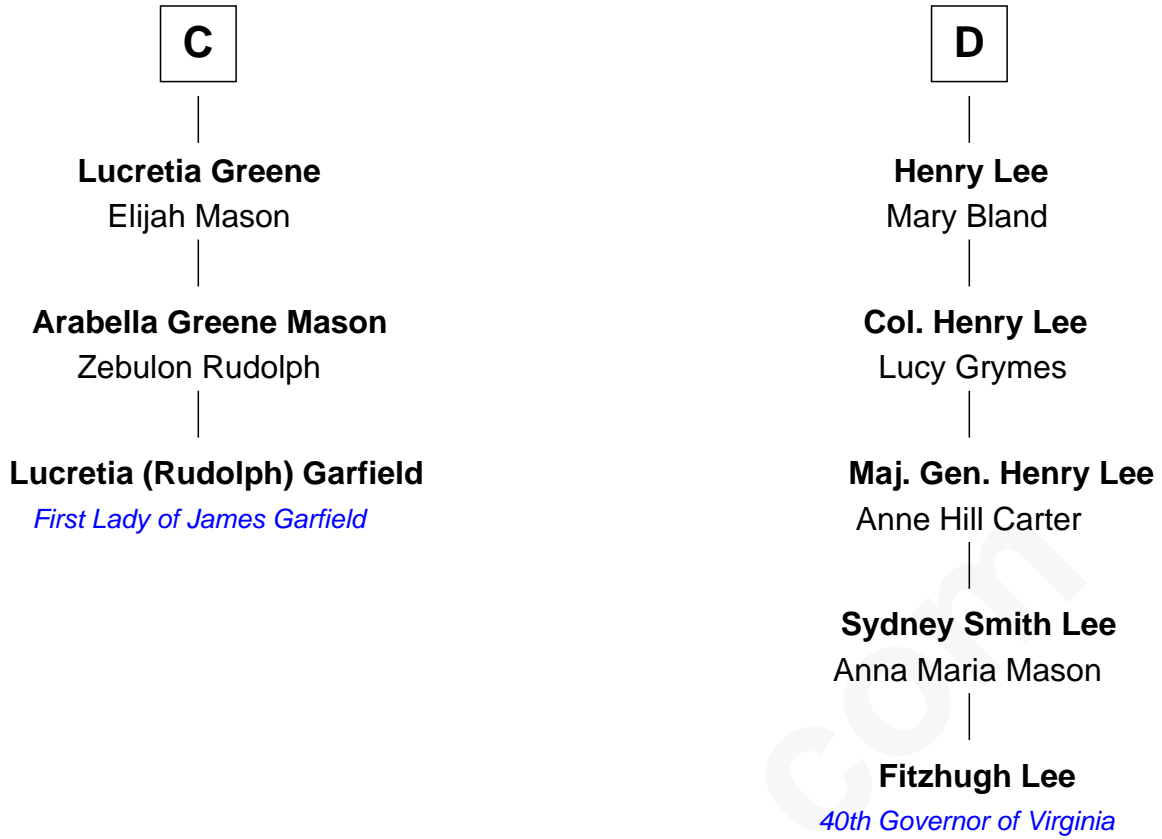 C
Lucretia Greene
Elijah Mason
Arabella Greene Mason
Zebulon Rudolph
Lucretia (Rudolph) Garfield
First Lady of James Garfield
D
Henry Lee
Mary Bland
Col. Henry Lee
Lucy Grymes
Maj. Gen. Henry Lee
Anne Hill Carter
Sydney Smith Lee
Anna Maria Mason
Fitzhugh Lee
40th Governor of Virginia
com